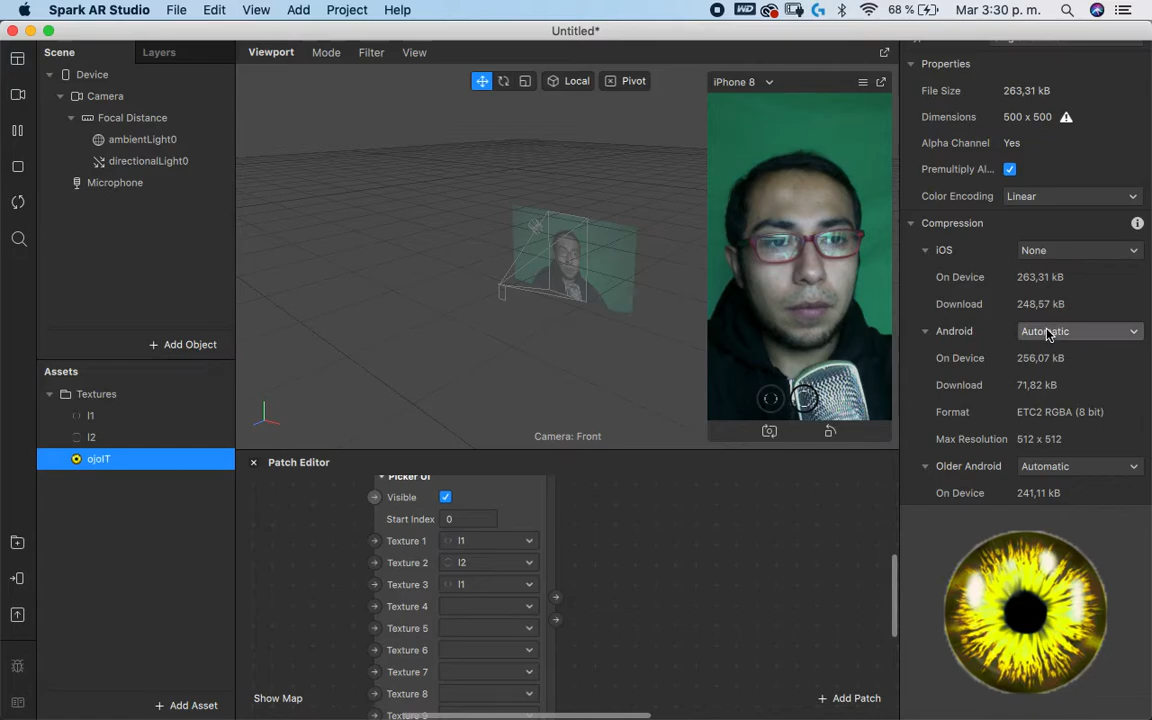 Spark AR Studio File Edit View Add Project Help 68 % Mar 3:30 p. m.
Untitled*
Scene Layers
Device
Camera
Focal Distance
ambientLight0
directionalLight0
Microphone
Add Object
Assets
Textures
l1
l2
ojoIT
Add Asset
Viewport Mode Filter View
Local Pivot
iPhone 8
Camera: Front
Patch Editor
Picker UI
Visible
Start Index 0
Texture 1 l1
Texture 2 l2
Texture 3 l1
Texture 4
Texture 5
Texture 6
Texture 7
Texture 8
Show Map
Add Patch
Properties
File Size 263,31 kB
Dimensions 500 x 500
Alpha Channel Yes
Premultiply Al...
Color Encoding Linear
Compression
iOS None
On Device 263,31 kB
Download 248,57 kB
Android Automatic
On Device 256,07 kB
Download 71,82 kB
Format ETC2 RGBA (8 bit)
Max Resolution 512 x 512
Older Android Automatic
On Device 241,11 kB